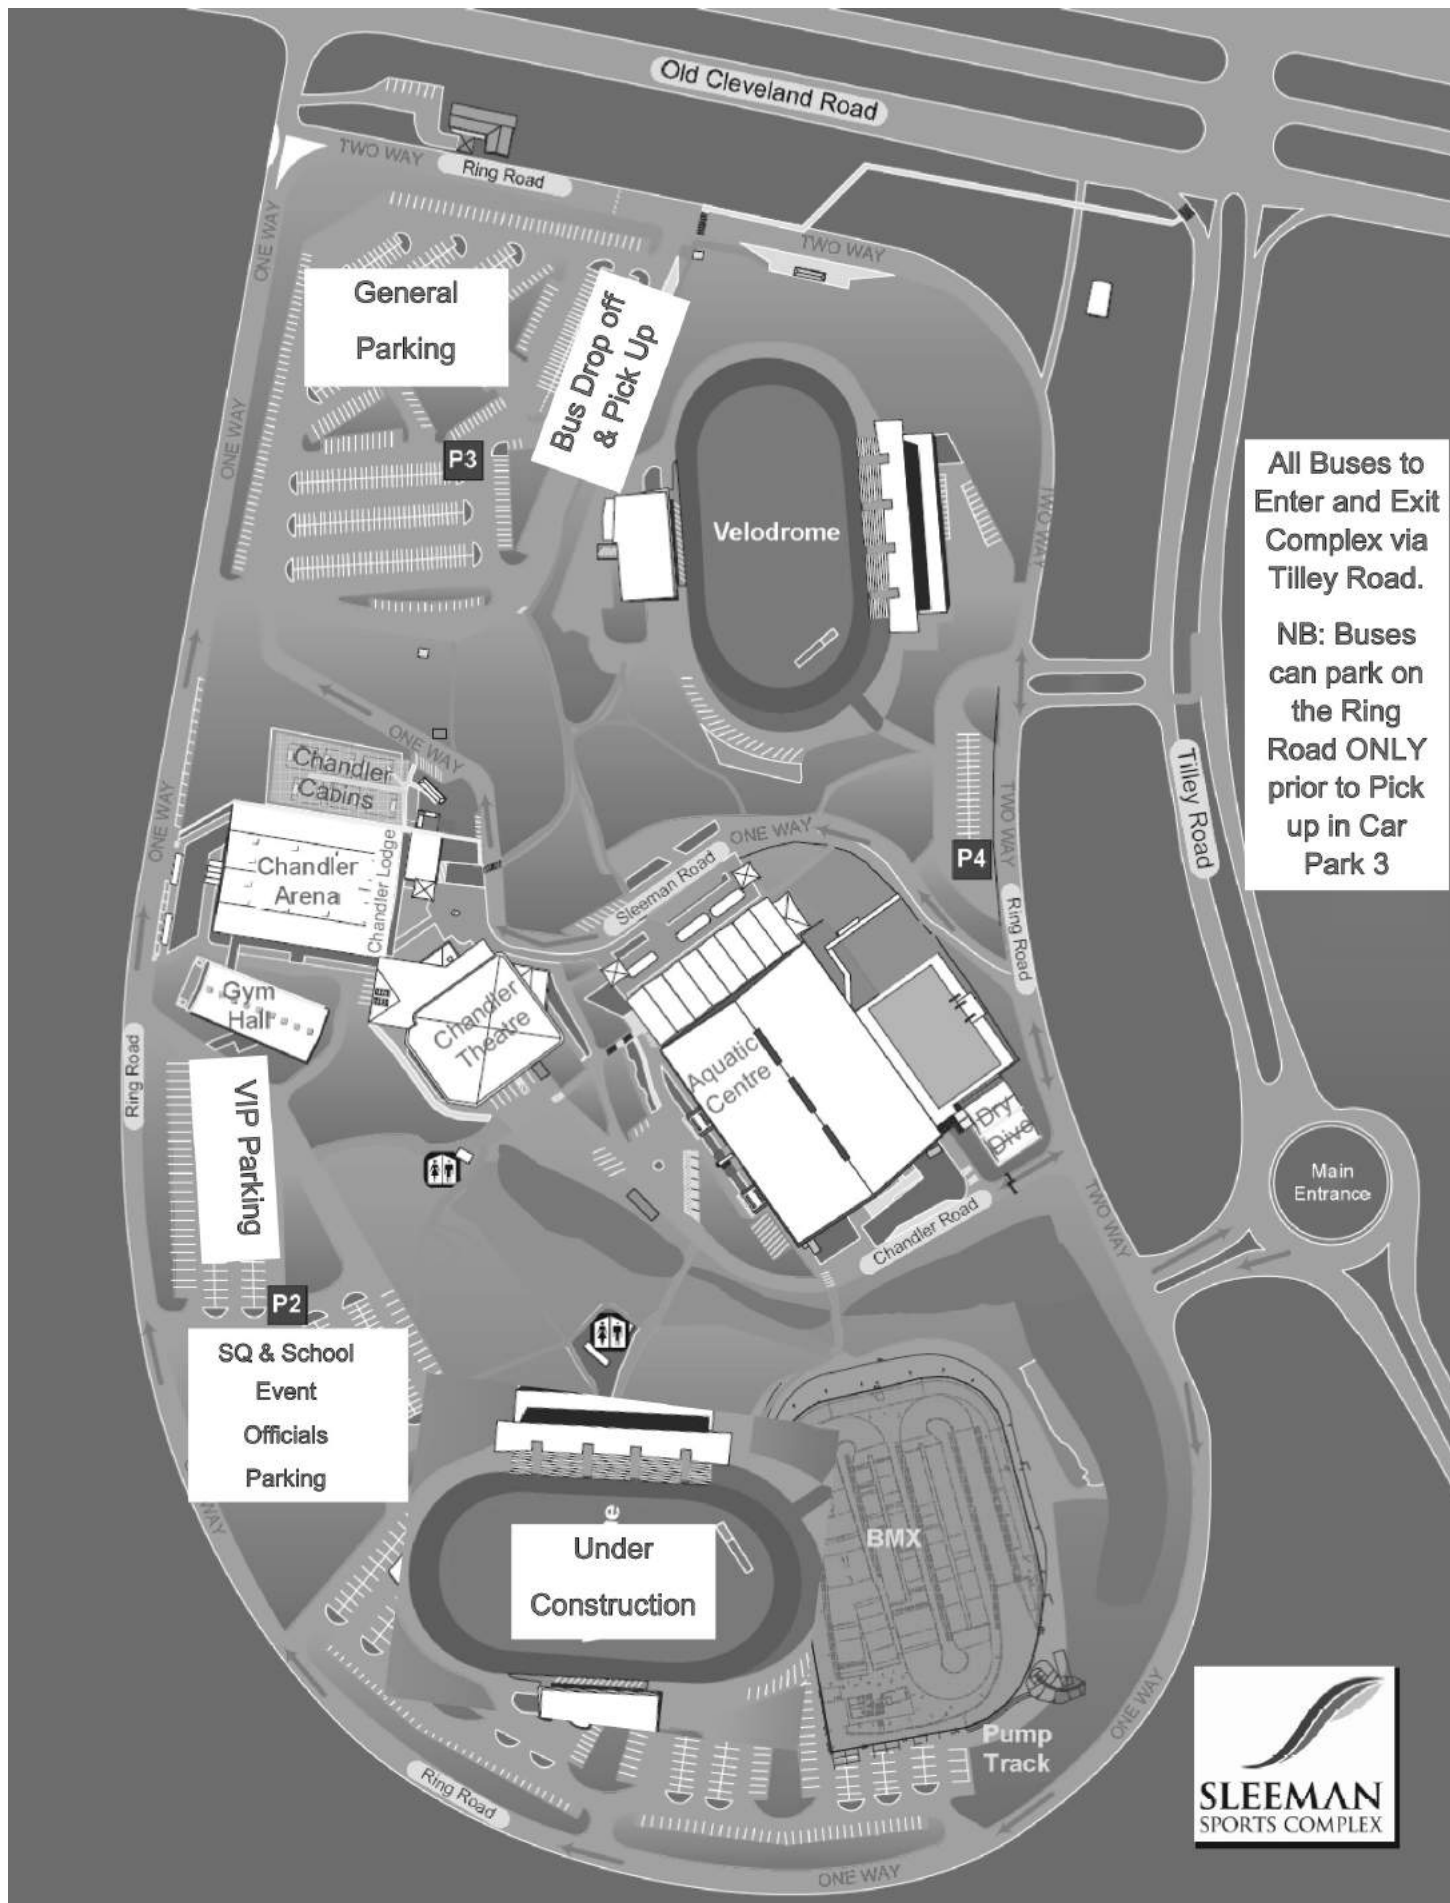 Old Cleveland Road
TWO WAY
Ring Road
ONE WAY
TWO WAY
General
Parking
Bus Drop off
& Pick Up
ONE WAY
P3
Velodrome
TWO WAY
All Buses to
Enter and Exit
Complex via
Tilley Road.
NB: Buses
can park on
the Ring
Road ONLY
prior to Pick
up in Car
Park 3
ONE WAY
Chandler
Cabins
ONE WAY
Tilley Road
TWO WAY
ONE WAY
P4
Chandler
Arena
Chandler Lodge
Sleeman Road
Ring Road
Gym
Hall
Chandler
Theatre
Aquatic
Centre
Ring Road
VIP Parking
Dry
Dive
Main
Entrance
Chandler Road
TWO WAY
P2
SQ & School
Event
Officials
Parking
WAY
e
Under
Construction
BMX
ONE WAY
Pump
Track
Ring Road
ONE WAY
SLEEMAN
SPORTS COMPLEX